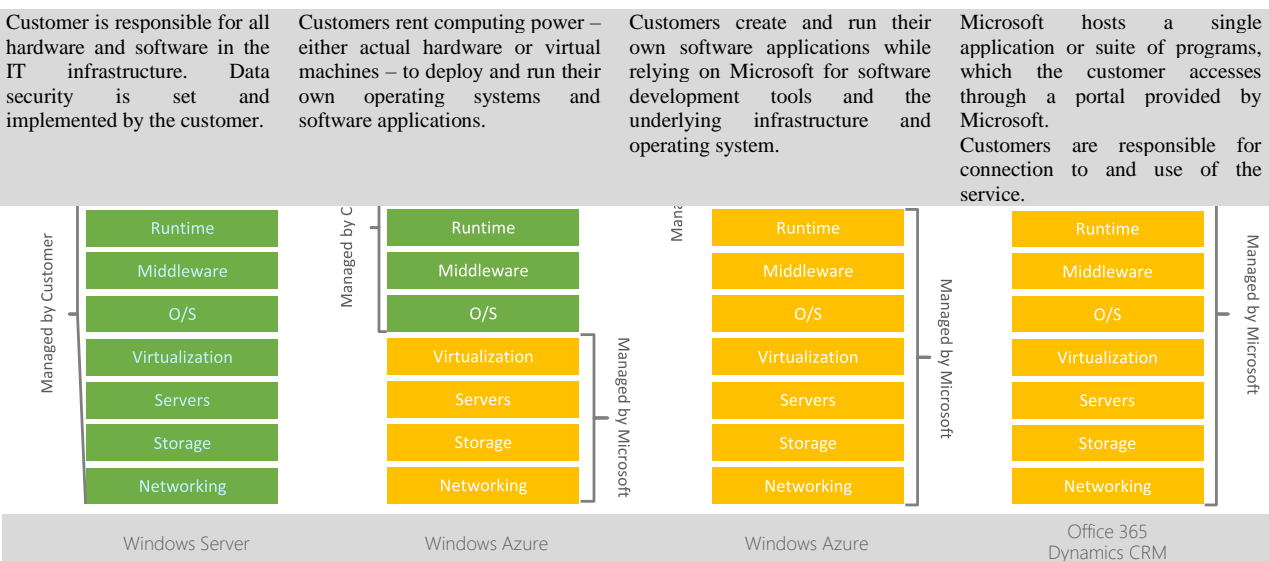 Customer is responsible for all
hardware and software in the
IT infrastructure. Data
security is set and
implemented by the customer.
Customers rent computing power –
either actual hardware or virtual
machines – to deploy and run their
own operating systems and
software applications.
Customers create and run their
own software applications while
relying on Microsoft for software
development tools and the
underlying infrastructure and
operating system.
Microsoft hosts a single
application or suite of programs,
which the customer accesses
through a portal provided by
Microsoft.
Customers are responsible for
connection to and use of the
service.
Managed by Customer
Runtime
Middleware
O/S
Virtualization
Servers
Storage
Networking
Windows Server
Managed by C
Runtime
Middleware
O/S
Virtualization
Servers
Storage
Networking
Managed by Microsoft
Windows Azure
Mana
Runtime
Middleware
O/S
Virtualization
Servers
Storage
Networking
Managed by Microsoft
Windows Azure
Runtime
Middleware
O/S
Virtualization
Servers
Storage
Networking
Managed by Microsoft
Office 365
Dynamics CRM